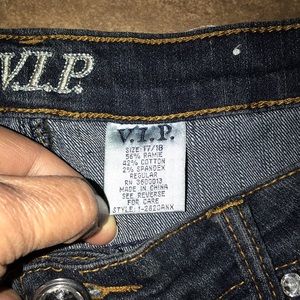 V.I.P.
V.I.P.
SIZE: 17/18
56% RAMIE
42% COTTON
2% SPANDEX
REGULAR
MADE IN CHINA
SEE REVERSE
FOR CARE